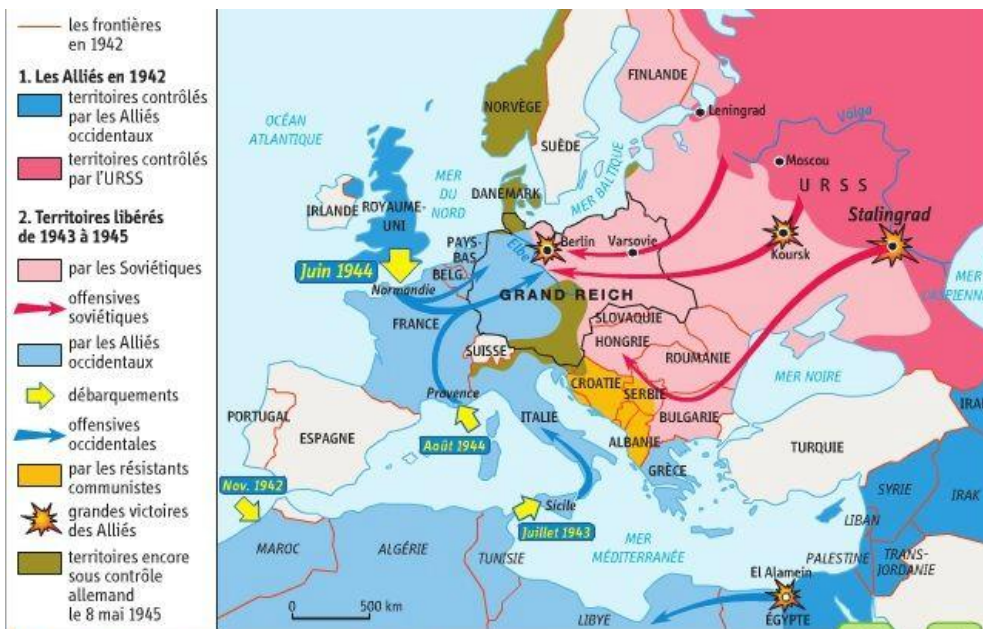 les frontières
en 1942
1. Les Alliés en 1942
territoires contrôlés
par les Alliés
occidentaux
territoires contrôlés
par l'URSS
2. Territoires libérés
de 1943 à 1945
par les Soviétiques
offensives
soviétiques
par les Alliés
occidentaux
débarquements
offensives
occidentales
par les résistants
communistes
grandes victoires
des Alliés
territoires encore
sous contrôle
allemand
le 8 mai 1945
OCÉAN
ATLANTIQUE
NORVÈGE
SUÈDE
FINLANDE
Leningrad
Volga
Moscou
URSS
Stalingrad
Koursk
MER
CASPIENNE
MER BALTIQUE
MER
DU
NORD
DANEMARK
IRLANDE
ROYAUME-
UNI
PAYS-
BAS
BELG.
Elbe
Berlin
Varsovie
Juin 1944
Normandie
GRAND REICH
FRANCE
SLOVAQUIE
HONGRIE
SUISSE
ROUMANIE
CROATIE
SERBIE
MER NOIRE
Provence
ITALIE
BULGARIE
ALBANIE
PORTUGAL
ESPAGNE
Août 1944
GRÈCE
TURQUIE
IRAN
Nov. 1942
Sicile
Juillet 1943
SYRIE
IRAK
LIBAN
MAROC
ALGÉRIE
TUNISIE
MER
MÉDITERRANÉE
PALESTINE
TRANS-
JORDANIE
El Alamein
0 500 km
LIBYE
ÉGYPTE